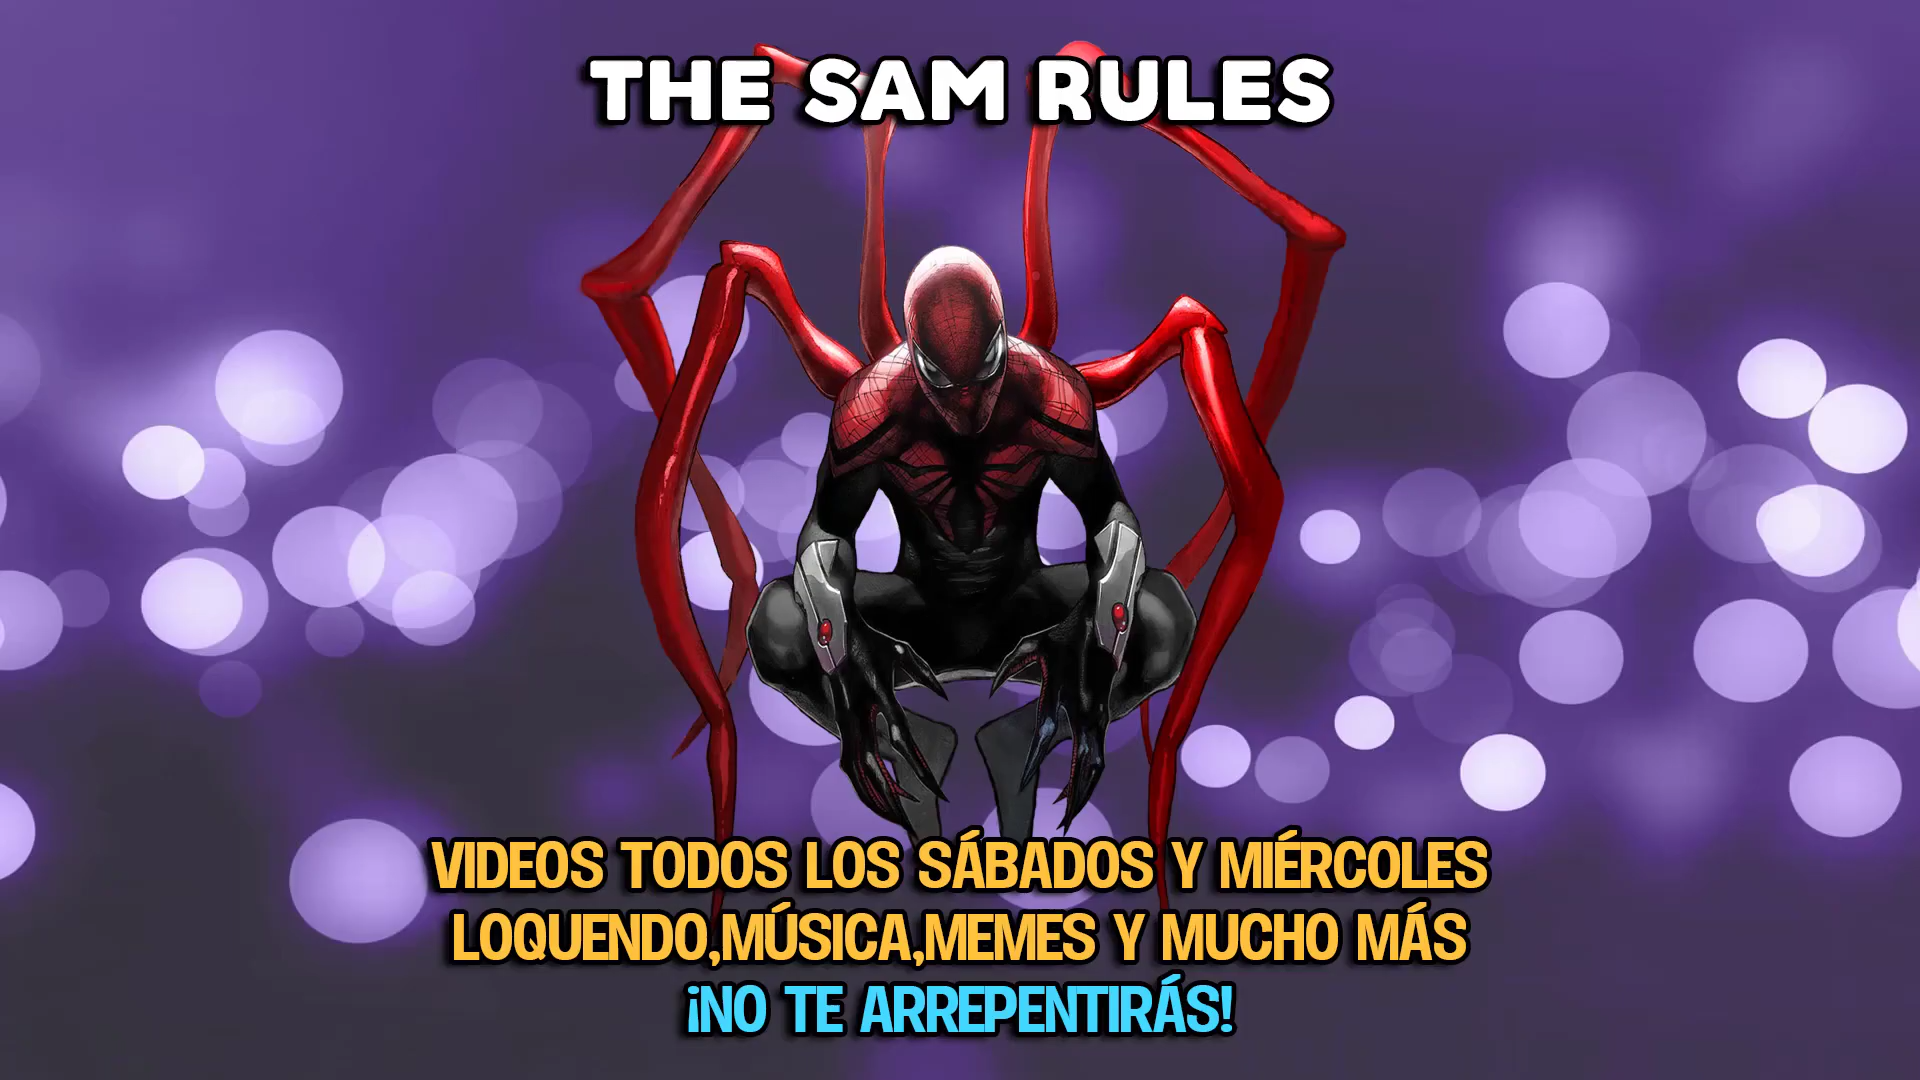 THE SAM RULES
VIDEOS TODOS LOS SÁBADOS Y MIÉRCOLES
LOQUENDO,MÚSICA,MEMES Y MUCHO MÁS
¡NO TE ARREPENTIRÁS!